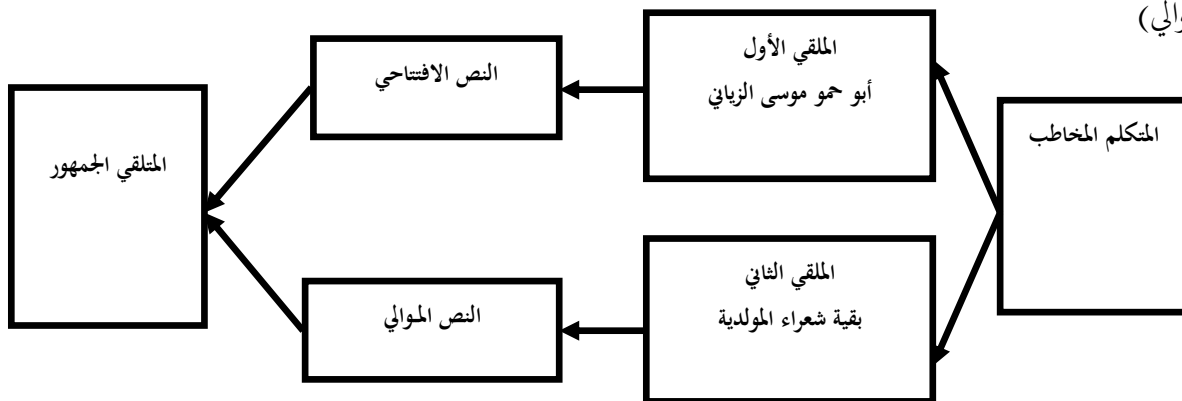 والي)
المتكلم المخاطب
الملقي الأول
أبو حمو موسى الزياني
النص الافتتاحي
الملقي الثاني
بقية شعراء المولدية
النص الموالي
المتلقي الجمهور